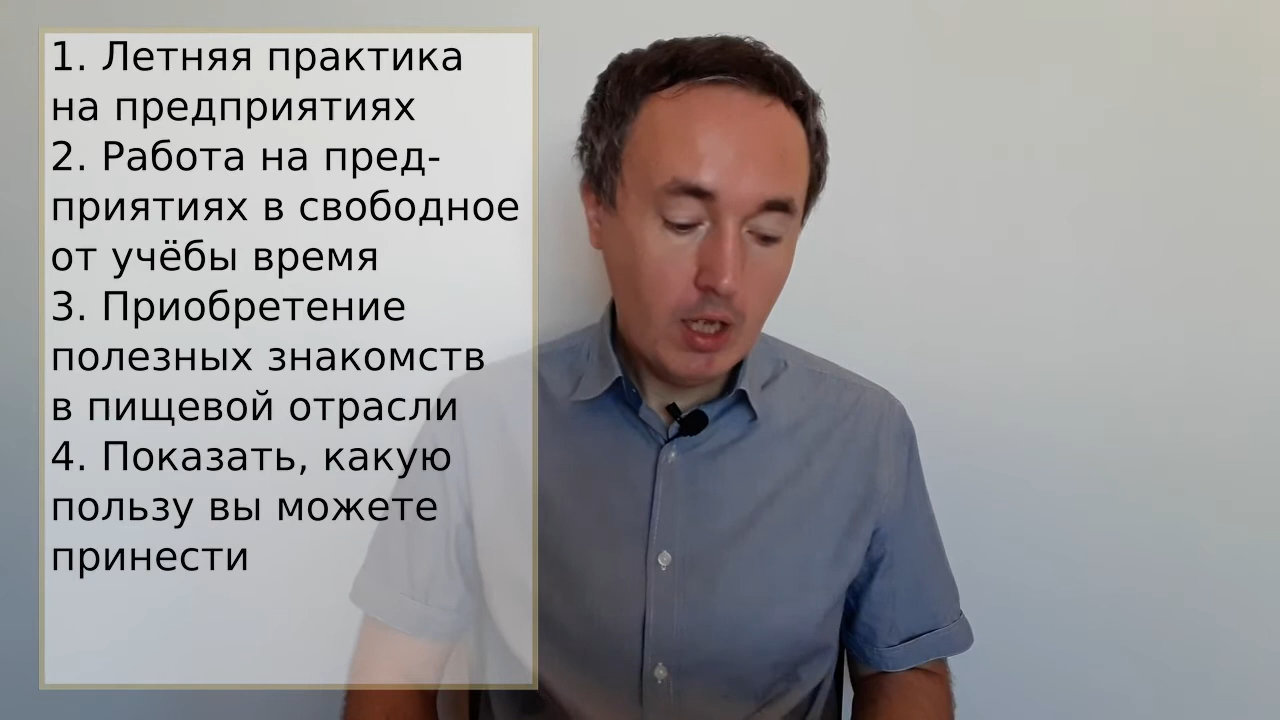 1. Летняя практика
на предприятиях
2. Работа на пред-
приятиях в свободное
от учёбы время
3. Приобретение
полезных знакомств
в пищевой отрасли
4. Показать, какую
пользу вы можете
принести